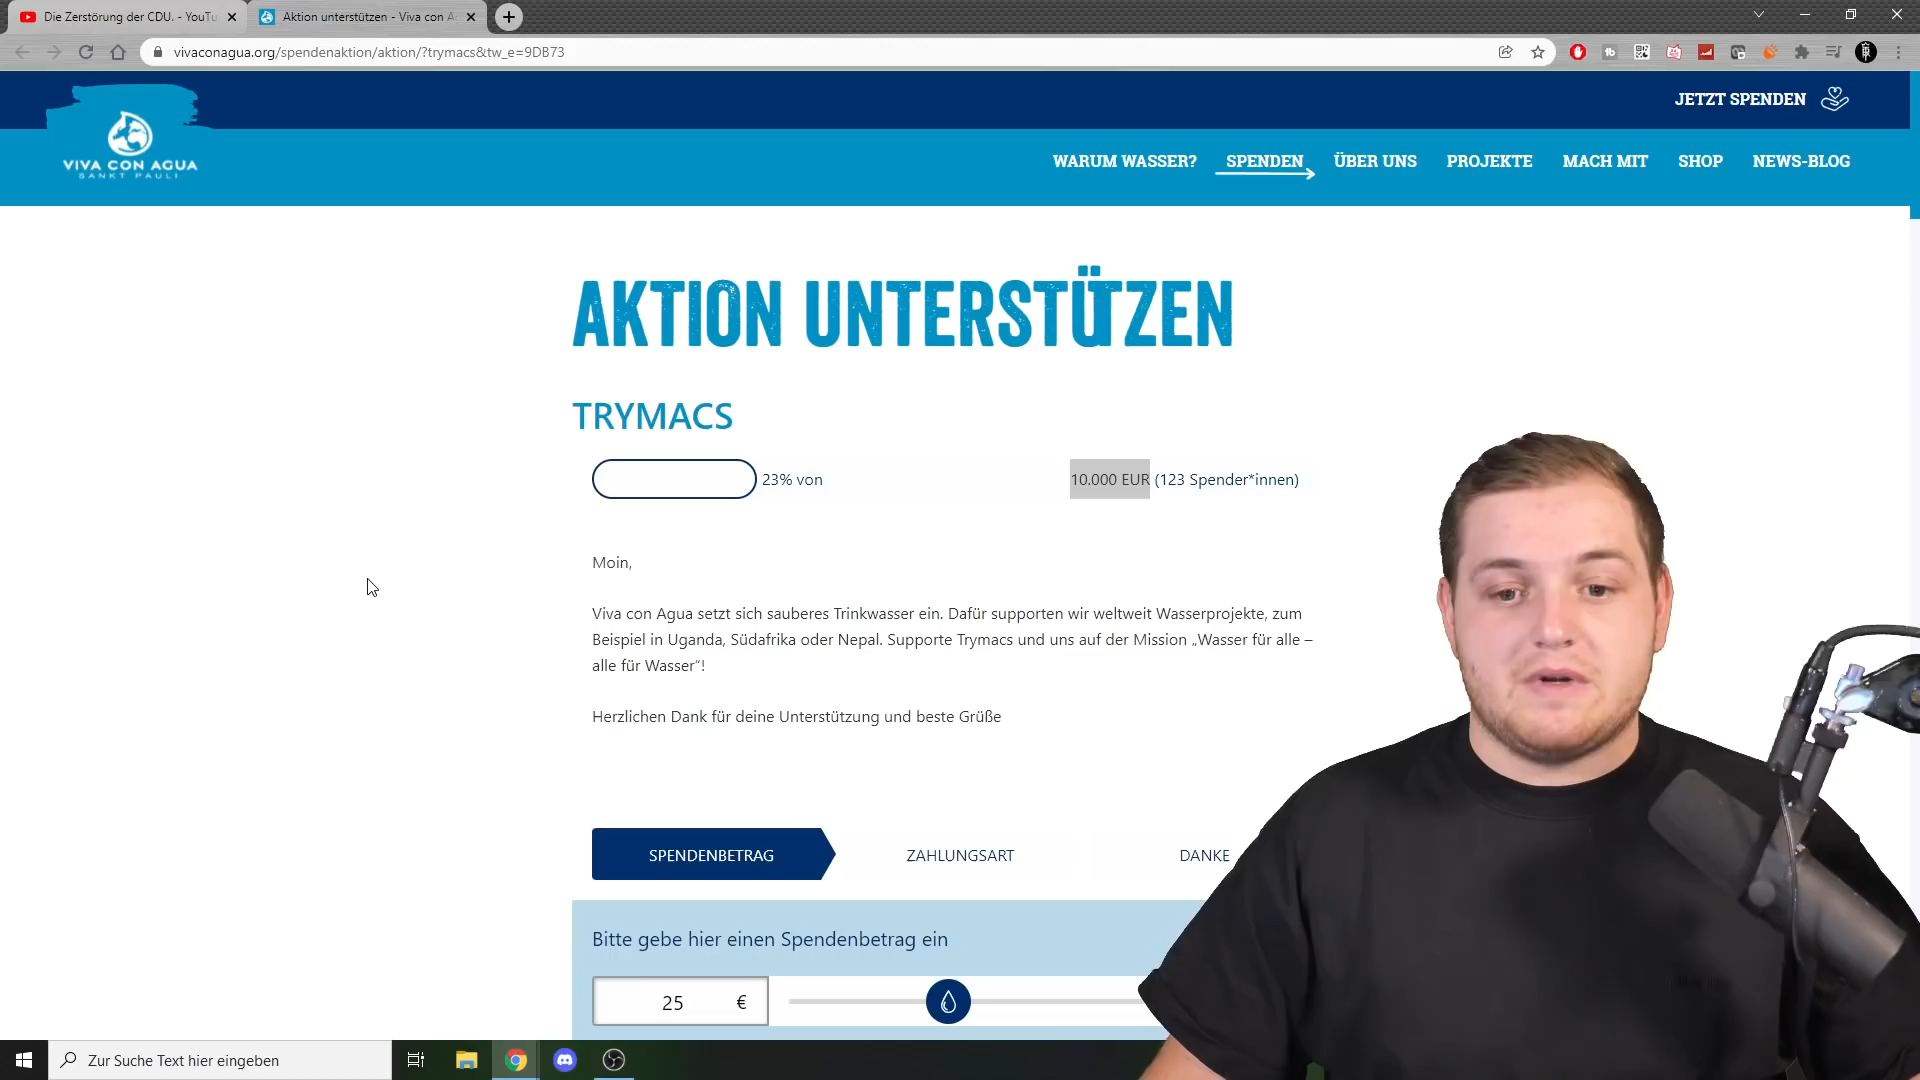 Die Zerstörung der CDU. - YouTu
Aktion unterstützen - Viva con A
vivaconagua.org/spendenaktion/aktion/?trymacs&tw_e=9DB73
JETZT SPENDEN
VIVA CON AGUA
SANKT PAULI
WARUM WASSER?
SPENDEN
ÜBER UNS
PROJEKTE
MACH MIT
SHOP
NEWS-BLOG
AKTION UNTERSTÜTZEN
TRYMACS
23% von 10.000 EUR (123 Spender*innen)
Moin,
Viva con Agua setzt sich sauberes Trinkwasser ein. Dafür supporten wir weltweit Wasserprojekte, zum
Beispiel in Uganda, Südafrika oder Nepal. Supporte Trymacs und uns auf der Mission „Wasser für alle –
alle für Wasser“!
Herzlichen Dank für deine Unterstützung und beste Grüße
SPENDENBETRAG
ZAHLUNGSART
DANKE
Bitte gebe hier einen Spendenbetrag ein
25 €
Zur Suche Text hier eingeben